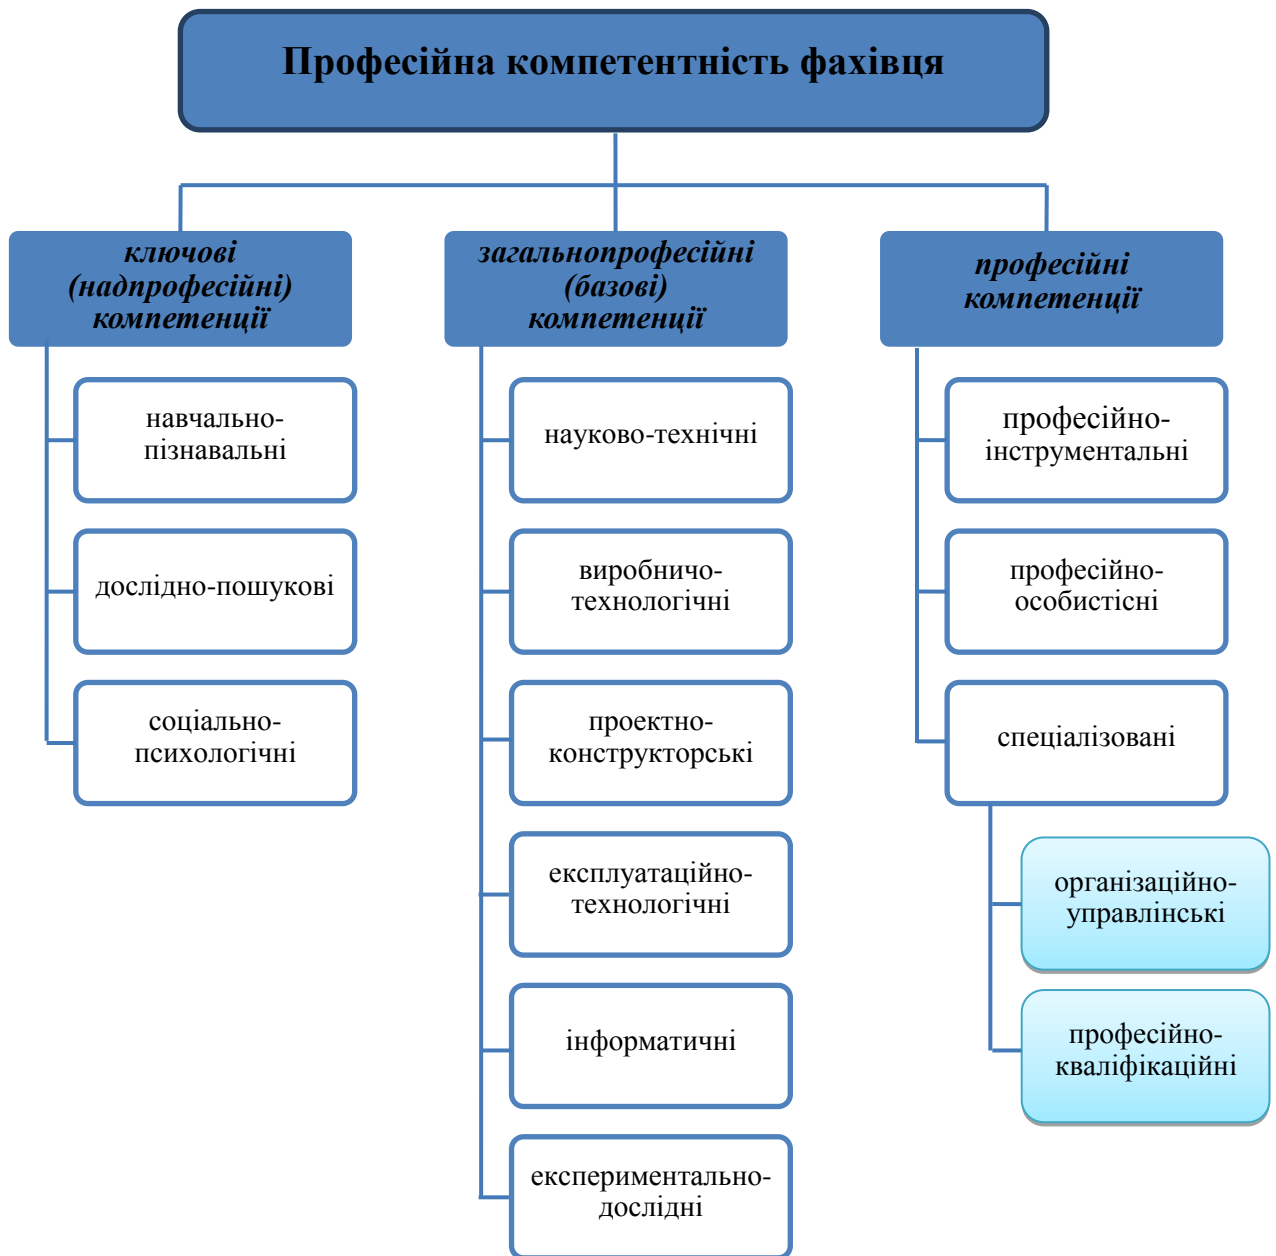 Професійна компетентність фахівця
ключові
(надпрофесійні)
компетенції
навчально-
пізнавальні
дослідно-пошукові
соціально-
психологічні
загальнопрофесійні
(базові)
компетенції
науково-технічні
виробничо-
технологічні
проектно-
конструкторські
експлуатаційно-
технологічні
інформатичні
експериментально-
дослідні
професійні
компетенції
професійно-
інструментальні
професійно-
особистісні
спеціалізовані
організаційно-
управлінські
професійно-
кваліфікаційні